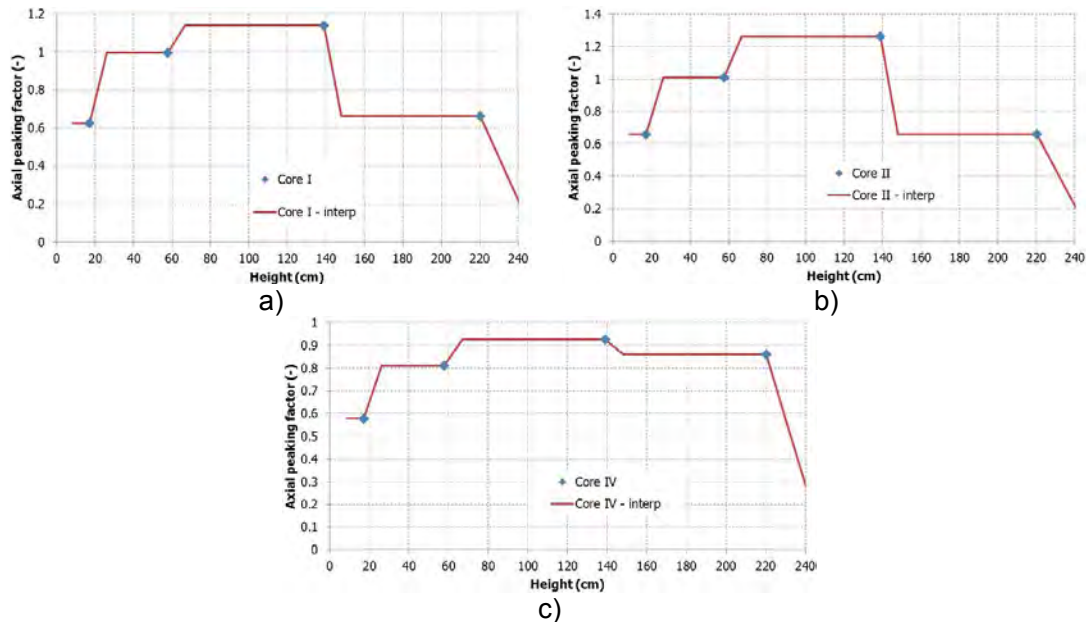 1.2
1
0.8
0.6
0.4
0.2
0
Axial peaking factor (-)
Core I
Core I - interp
0 20 40 60 80 100 120 140 160 180 200 220 240
Height (cm)
a)
1.4
1.2
1
0.8
0.6
0.4
0.2
0
Axial peaking factor (-)
Core II
Core II - interp
0 20 40 60 80 100 120 140 160 180 200 220 240
Height (cm)
b)
1
0.9
0.8
0.7
0.6
0.5
0.4
0.3
0.2
0.1
0
Axial peaking factor (-)
Core IV
Core IV - interp
0 20 40 60 80 100 120 140 160 180 200 220 240
Height (cm)
c)